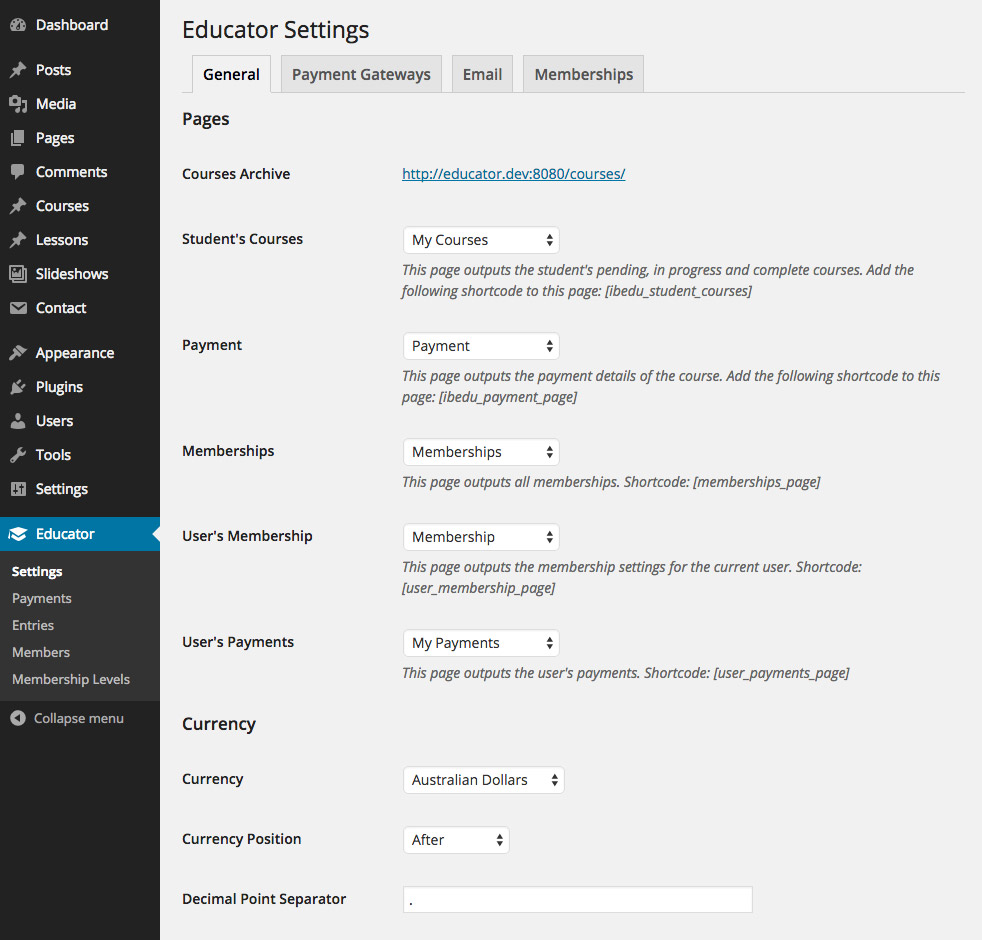 Dashboard
Posts
Media
Pages
Comments
Courses
Lessons
Slideshows
Contact
Appearance
Plugins
Users
Tools
Settings
Educator
Settings
Payments
Entries
Members
Membership Levels
Collapse menu
Educator Settings
General
Payment Gateways
Email
Memberships
Pages
Courses Archive
http://educator.dev:8080/courses/
Student's Courses
My Courses
This page outputs the student's pending, in progress and complete courses. Add the
following shortcode to this page: [ibedu_student_courses]
Payment
Payment
This page outputs the payment details of the course. Add the following shortcode to this
page: [ibedu_payment_page]
Memberships
Memberships
This page outputs all memberships. Shortcode: [memberships_page]
User's Membership
Membership
This page outputs the membership settings for the current user. Shortcode:
[user_membership_page]
User's Payments
My Payments
This page outputs the user's payments. Shortcode: [user_payments_page]
Currency
Currency
Australian Dollars
Currency Position
After
Decimal Point Separator
.